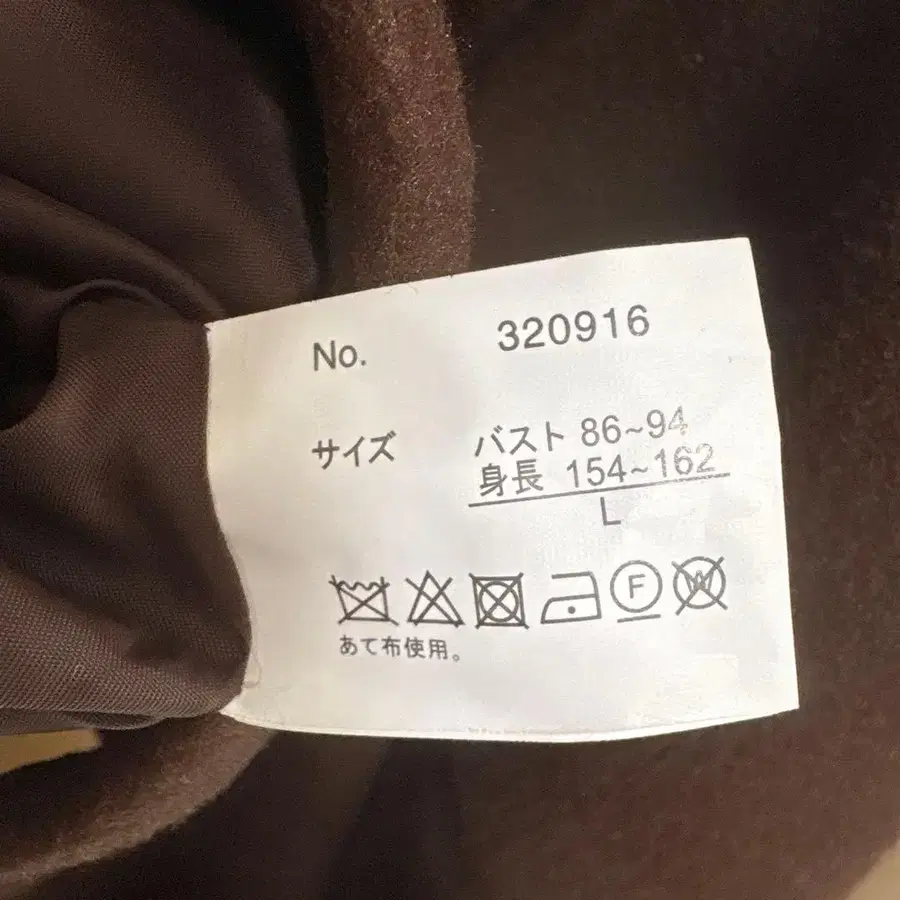 No. 320916
サイズ バスト 86~94
身長 154~162
L
F W
あて布使用。